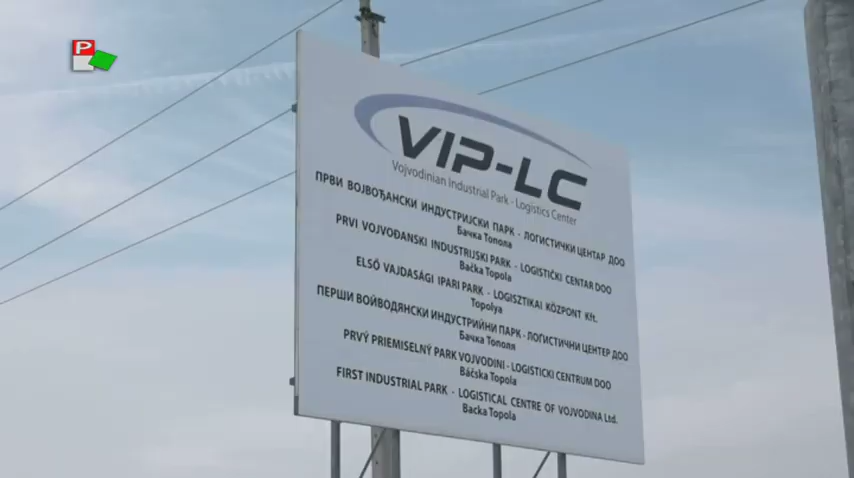 P
VIP-LC
Vojvodinian Industrial Park - Logistics Center
ПРВИ ВОЈВОЂАНСКИ ИНДУСТРИЈСКИ ПАРК - ЛОГИСТИЧКИ ЦЕНТАР ДОО
Бачка Топола
PRVI VOJVOĐANSKI INDUSTRIJSKI PARK - LOGISTIČKI CENTAR DOO
Bačka Topola
ELSŐ VAJDASÁGI IPARI PARK - LOGISZTIKAI KÖZPONT Kft.
Topolya
ПЕРШИ ВОЙВОДЯНСКИ ИНДУСТРИЙНИ ПАРК - ЛОГИСТИЧНИ ЦЕНТЕР ДОО
Бачка Тополя
PRVÝ PRIEMISELNÝ PARK VOJVODINI - LOGISTICKI CENTRUM DOO
Báčska Topola
FIRST INDUSTRIAL PARK - LOGISTICAL CENTRE OF VOJVODINA Ltd.
Backa Topola